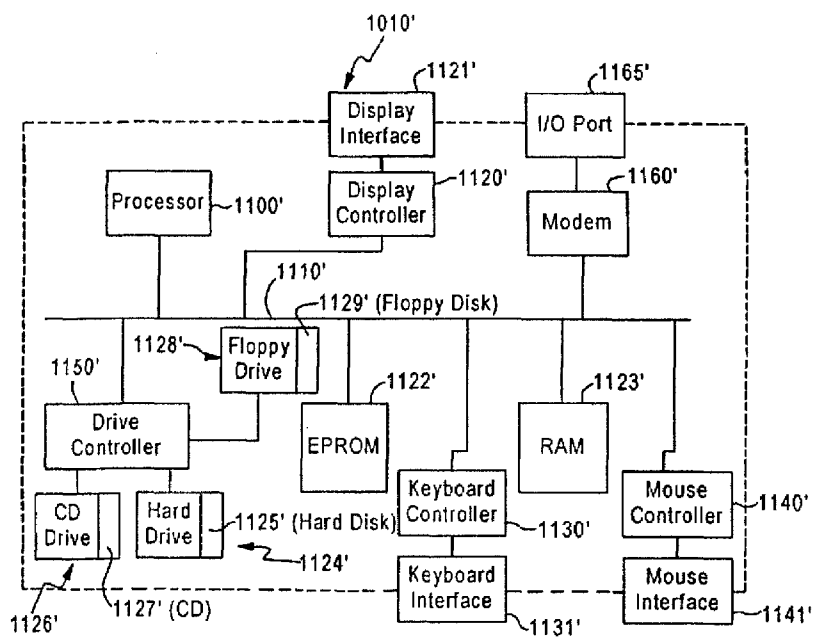 1010'
1121'
1165'
Display
Interface
I/O Port
1120'
1160'
Processor
1100'
Display
Controller
Modem
1110'
1129' (Floppy Disk)
1128'
Floppy
Drive
1150'
1122'
1123'
Drive
Controller
EPROM
RAM
CD
Drive
Hard
Drive
1125' (Hard Disk)
Keyboard
Controller
1130'
Mouse
Controller
1140'
1124'
1126'
1127' (CD)
Keyboard
Interface
1131'
Mouse
Interface
1141'